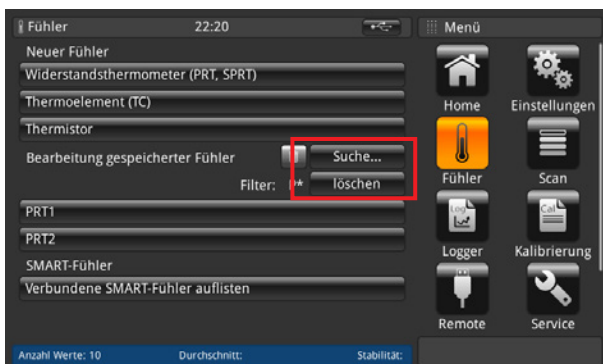 Fühler 22:20 Menü
Neuer Fühler
Widerstandsthermometer (PRT, SPRT)
Thermoelement (TC)
Thermistor
Bearbeitung gespeicherter Fühler Suche...
Filter: löschen
PRT1
PRT2
SMART-Fühler
Verbundene SMART-Fühler auflisten
Anzahl Werte: 10 Durchschnitt: Stabilität:
Home Einstellungen
Fühler Scan
Log Cal
Logger Kalibrierung
Remote Service